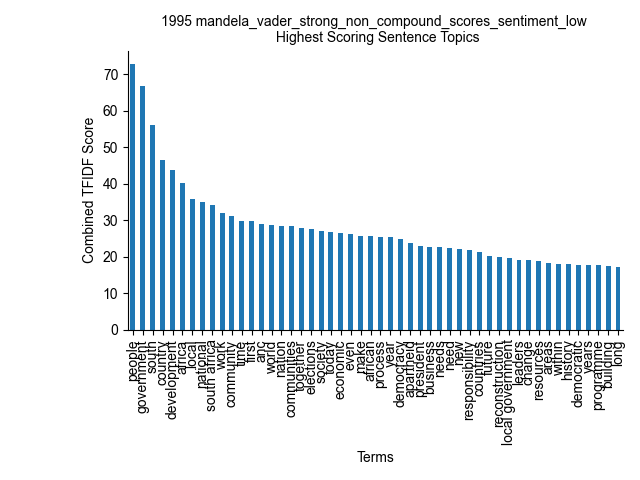 1995 mandela_vader_strong_non_compound_scores_sentiment_low
Highest Scoring Sentence Topics
Combined TFIDF Score
70
60
50
40
30
20
10
0
people
government
south
country
development
africa
local
national
south africa
work
community
time
first
anc
world
nation
communities
together
elections
society
today
economic
even
make
african
process
year
democracy
apartheid
president
business
needs
need
new
responsibility
countries
future
reconstruction
local government
leaders
change
resources
areas
within
history
democratic
years
programme
building
long
Terms